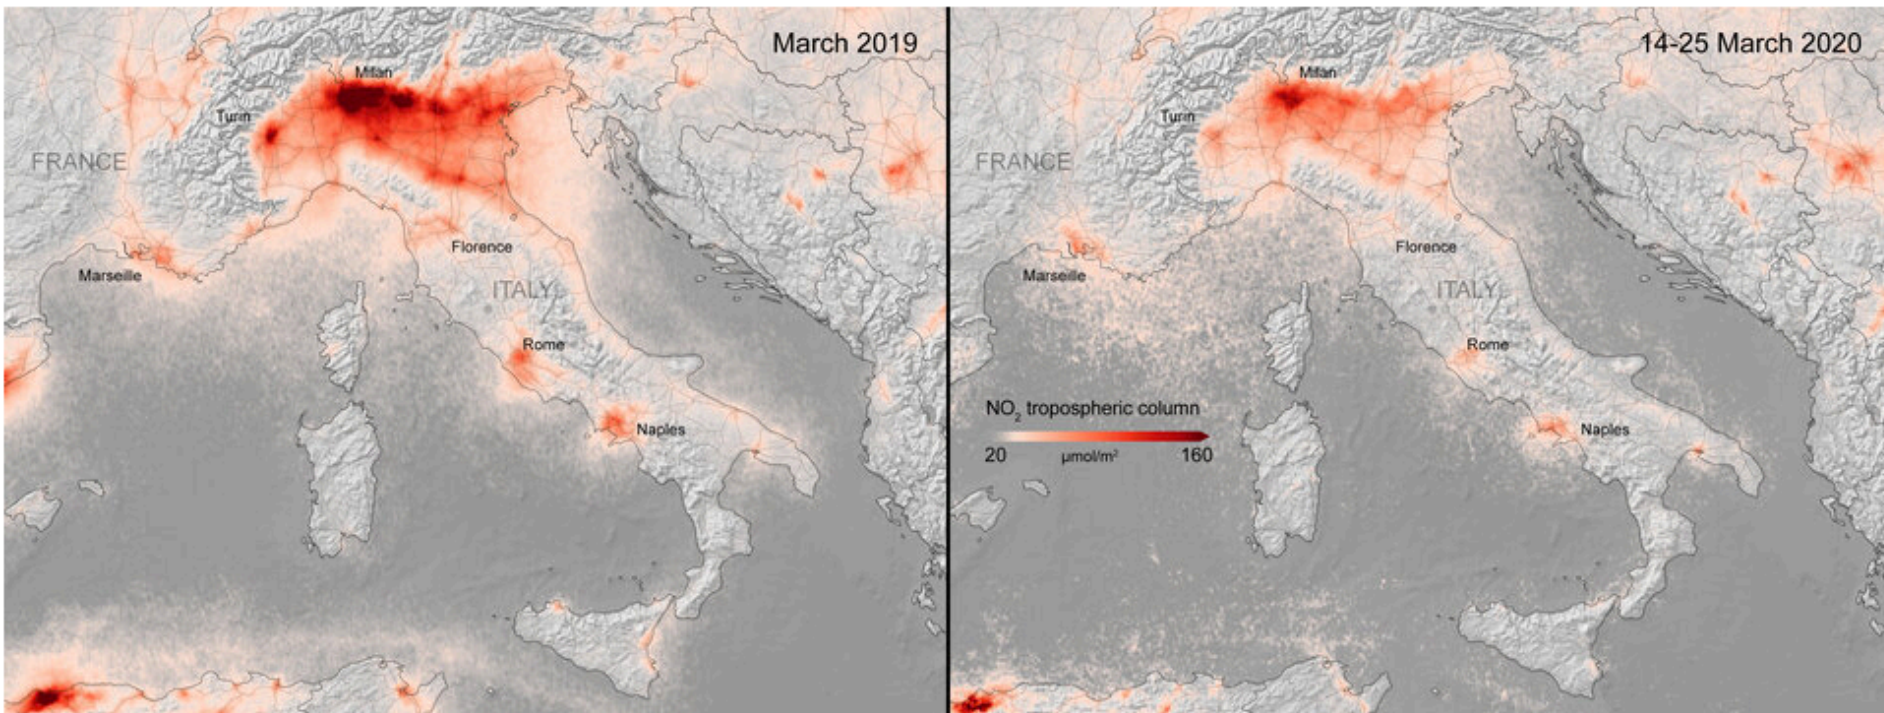 March 2019
Milan
Turin
FRANCE
Florence
Marseille
ITALY
Rome
Naples
14-25 March 2020
Milan
Turin
FRANCE
Florence
Marseille
ITALY
Rome
NO₂ tropospheric column
20 µmol/m² 160
Naples